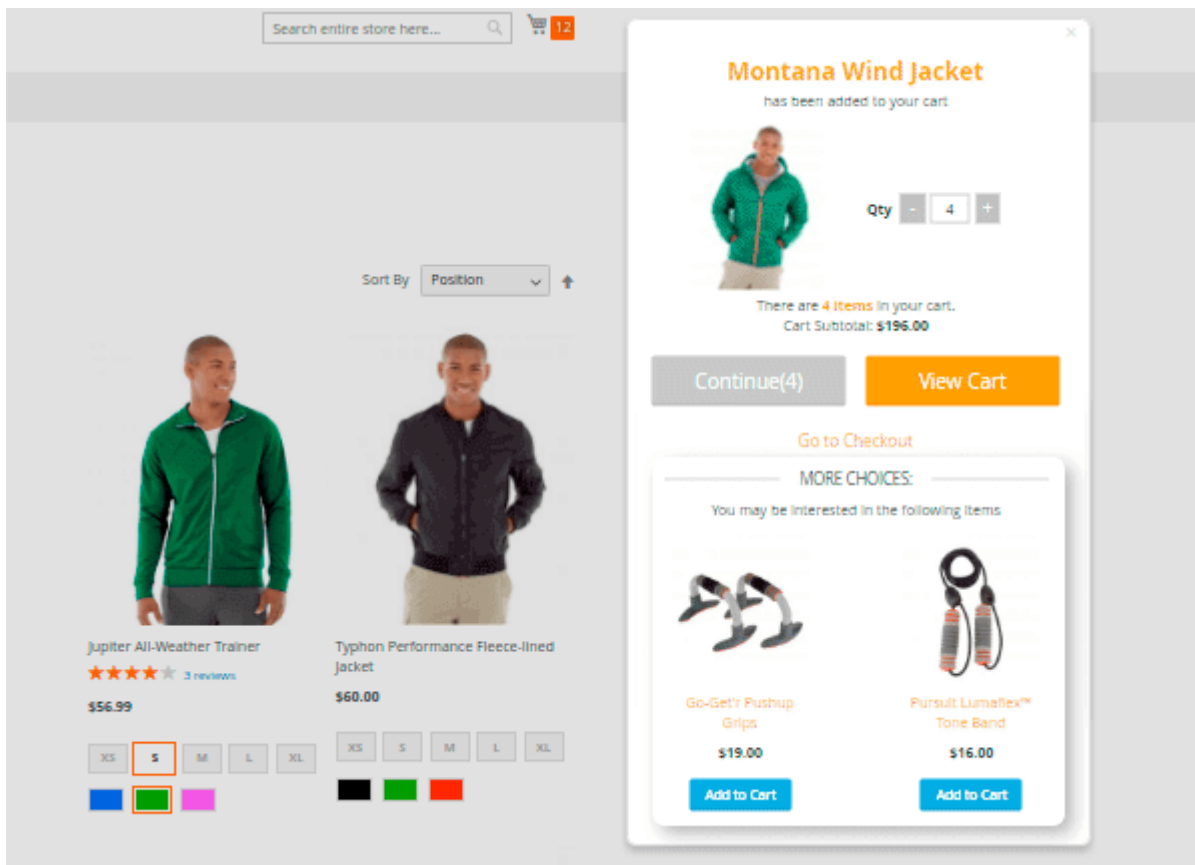 Search entire store here...
12
Sort By Position
Jupiter All-Weather Trainer
3 reviews
$56.99
XS S M L XL
Typhon Performance Fleece-lined
Jacket
$60.00
XS S M L XL
×
Montana Wind Jacket
has been added to your cart
Qty - 4 +
There are 4 items in your cart.
Cart Subtotal: $196.00
Continue(4) View Cart
Go to Checkout
MORE CHOICES:
You may be interested in the following items
Go-Get'r Pushup
Grips
$19.00
Add to Cart
Pursuit Lumaflex™
Tone Band
$16.00
Add to Cart